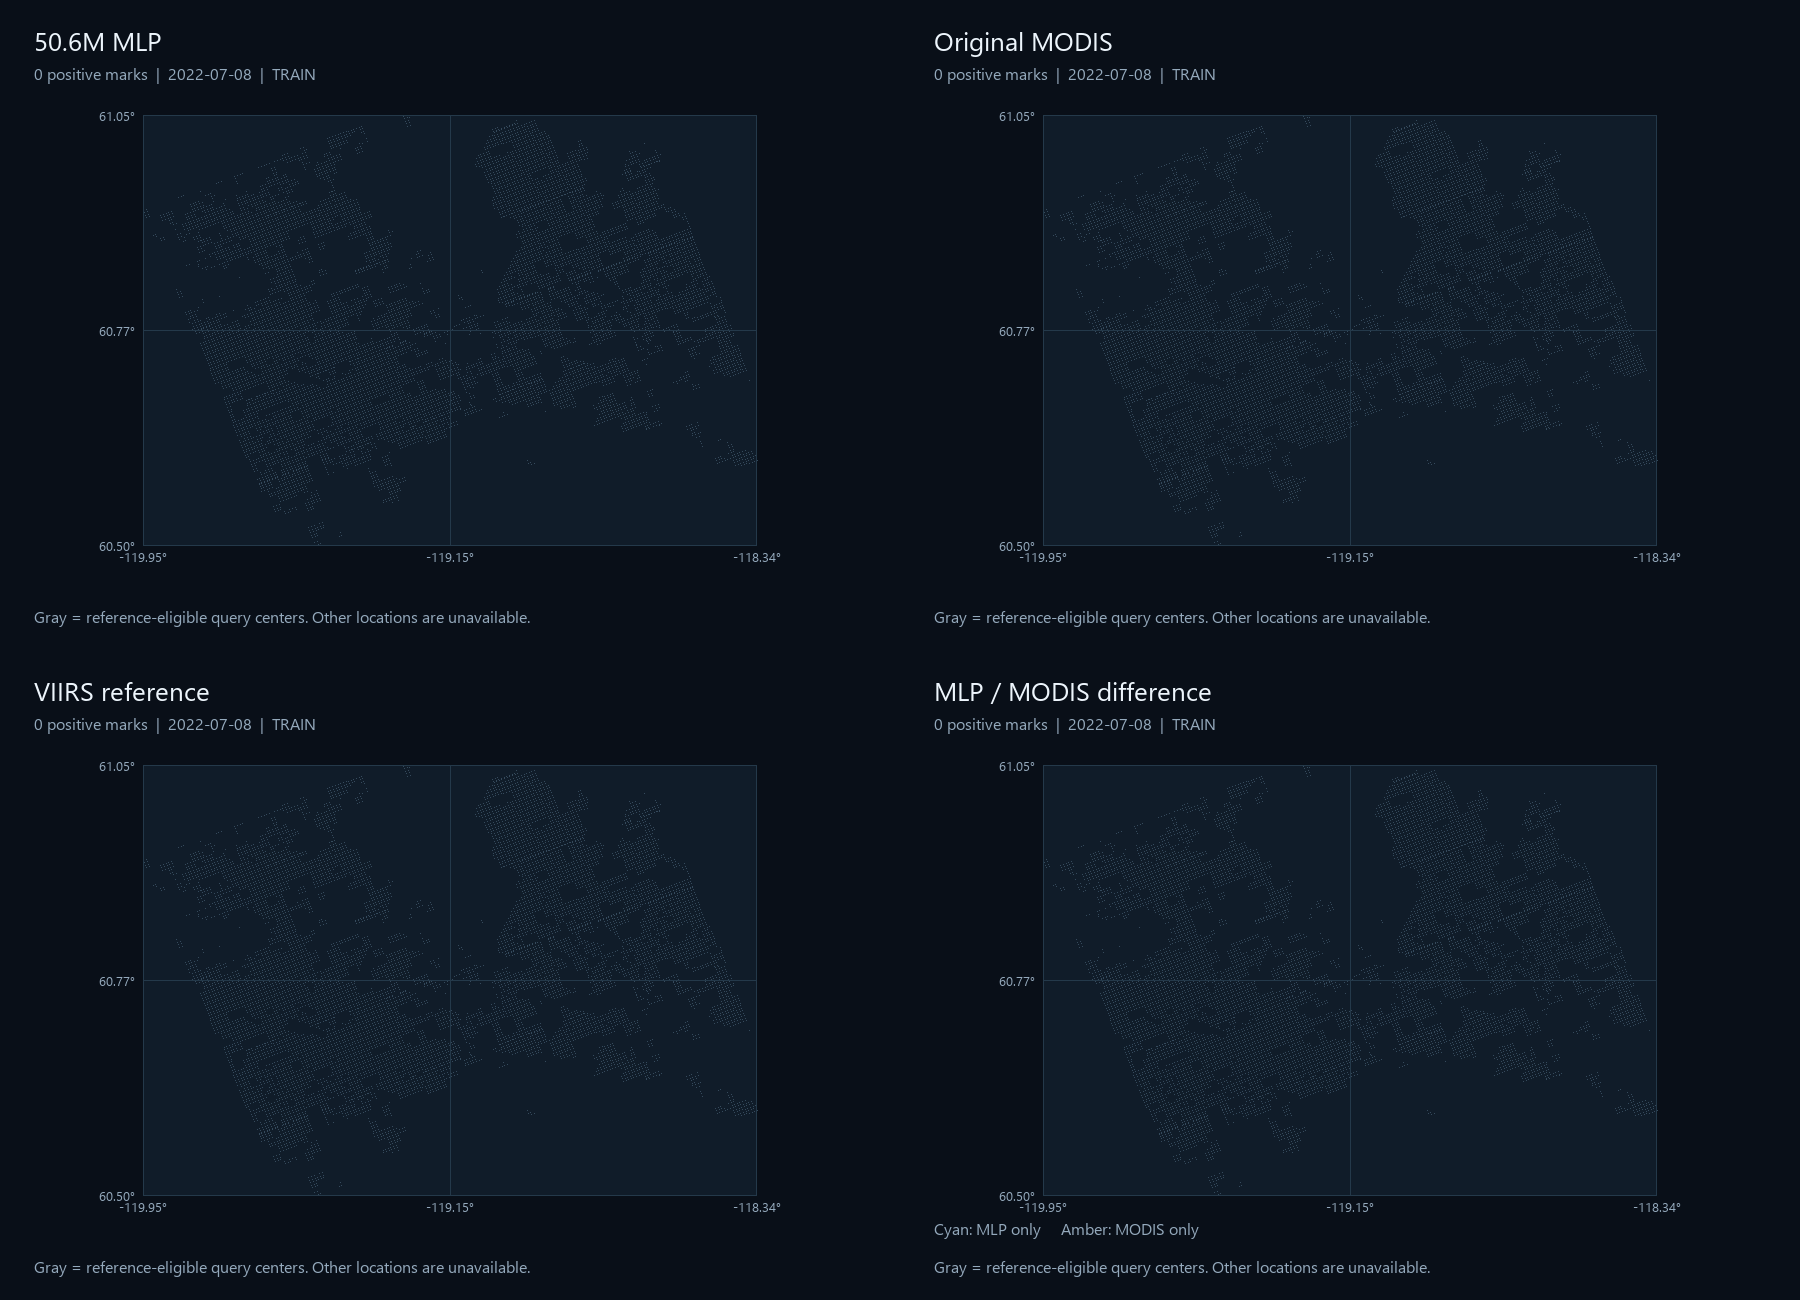 50.6M MLP
0 positive marks | 2022-07-08 | TRAIN
61.05°
60.77°
60.50°
-119.95°
-119.15°
-118.34°
Gray = reference-eligible query centers. Other locations are unavailable.
Original MODIS
0 positive marks | 2022-07-08 | TRAIN
61.05°
60.77°
60.50°
-119.95°
-119.15°
-118.34°
Gray = reference-eligible query centers. Other locations are unavailable.
VIIRS reference
0 positive marks | 2022-07-08 | TRAIN
61.05°
60.77°
60.50°
-119.95°
-119.15°
-118.34°
Gray = reference-eligible query centers. Other locations are unavailable.
MLP / MODIS difference
0 positive marks | 2022-07-08 | TRAIN
61.05°
60.77°
60.50°
-119.95°
-119.15°
-118.34°
Cyan: MLP only Amber: MODIS only
Gray = reference-eligible query centers. Other locations are unavailable.